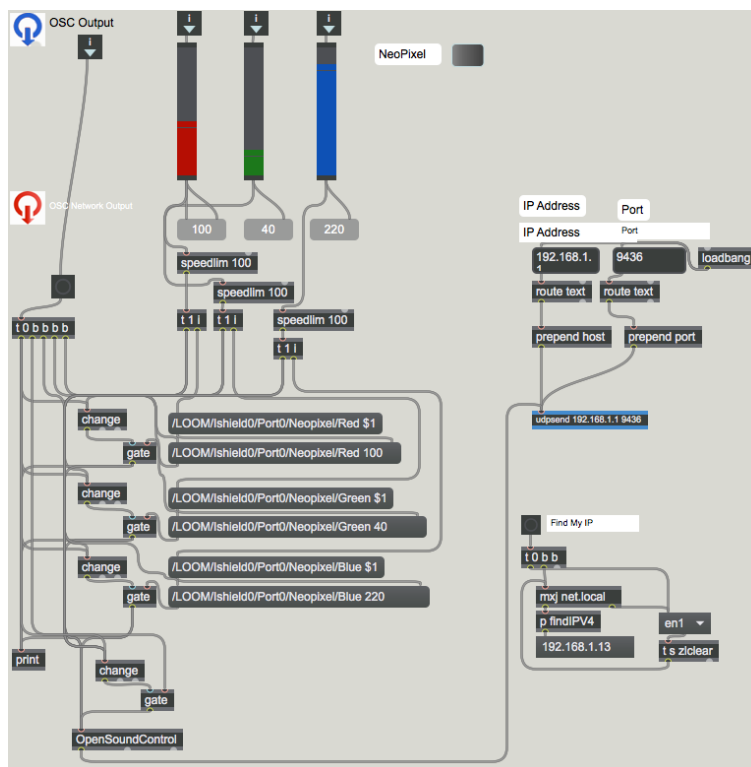 OSC Output
i
i
i
i
NeoPixel
OSC Network Output
100
40
220
IP Address
Port
IP Address
Port
192.168.1.
1
9436
loadbang
speedlim 100
speedlim 100
speedlim 100
route text
route text
t 0 b b b b
t 1 i
t 1 i
t 1 i
prepend host
prepend port
change
/LOOM/Ishield0/Port0/Neopixel/Red $1
udpsend 192.168.1.1 9436
gate
/LOOM/Ishield0/Port0/Neopixel/Red 100
change
/LOOM/Ishield0/Port0/Neopixel/Green $1
gate
/LOOM/Ishield0/Port0/Neopixel/Green 40
Find My IP
t 0 b b
change
/LOOM/Ishield0/Port0/Neopixel/Blue $1
gate
/LOOM/Ishield0/Port0/Neopixel/Blue 220
mxj net.local
p findIPV4
en1
192.168.1.13
t s zlclear
print
change
gate
OpenSoundControl